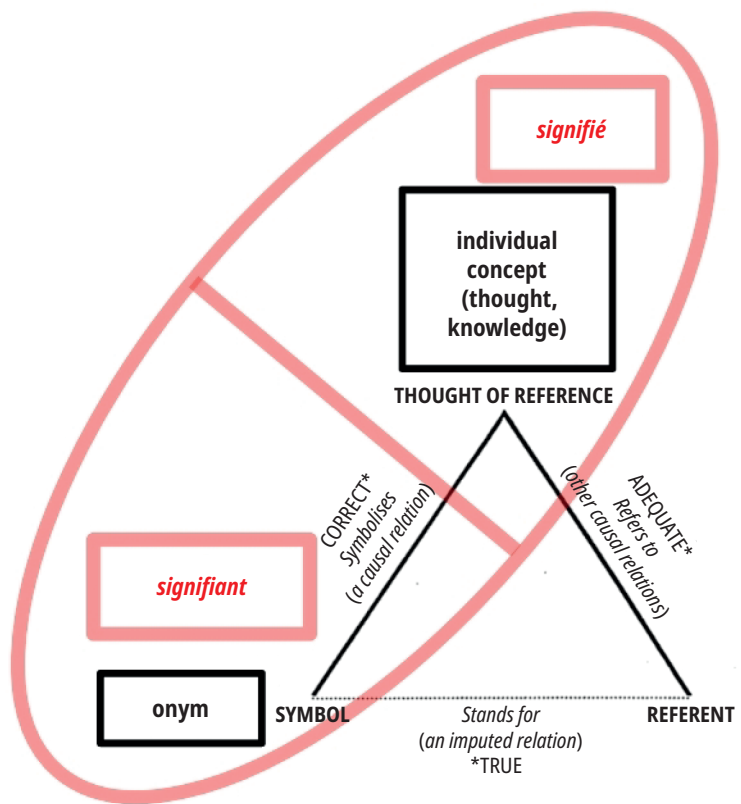 signifié
individual
concept
(thought,
knowledge)
THOUGHT OF REFERENCE
CORRECT*
Symbolises
(a causal relation)
ADEQUATE*
Refers to
(other causal relations)
signifiant
onym
SYMBOL
Stands for
(an imputed relation)
*TRUE
REFERENT